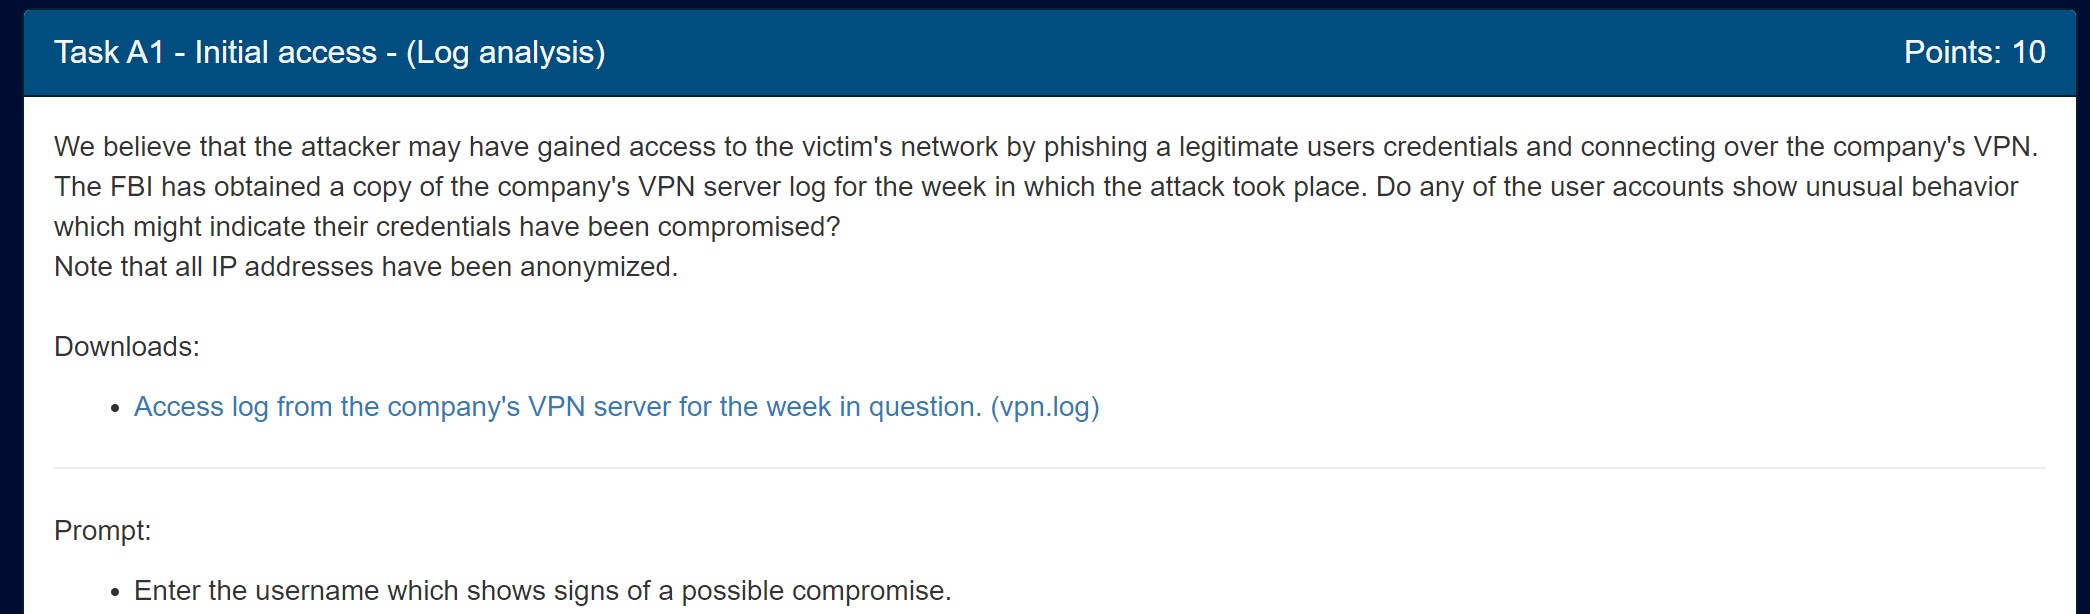 Task A1 - Initial access - (Log analysis)
Points: 10
We believe that the attacker may have gained access to the victim's network by phishing a legitimate users credentials and connecting over the company's VPN.
The FBI has obtained a copy of the company's VPN server log for the week in which the attack took place. Do any of the user accounts show unusual behavior
which might indicate their credentials have been compromised?
Note that all IP addresses have been anonymized.
Downloads:
• Access log from the company's VPN server for the week in question. (vpn.log)
Prompt:
• Enter the username which shows signs of a possible compromise.